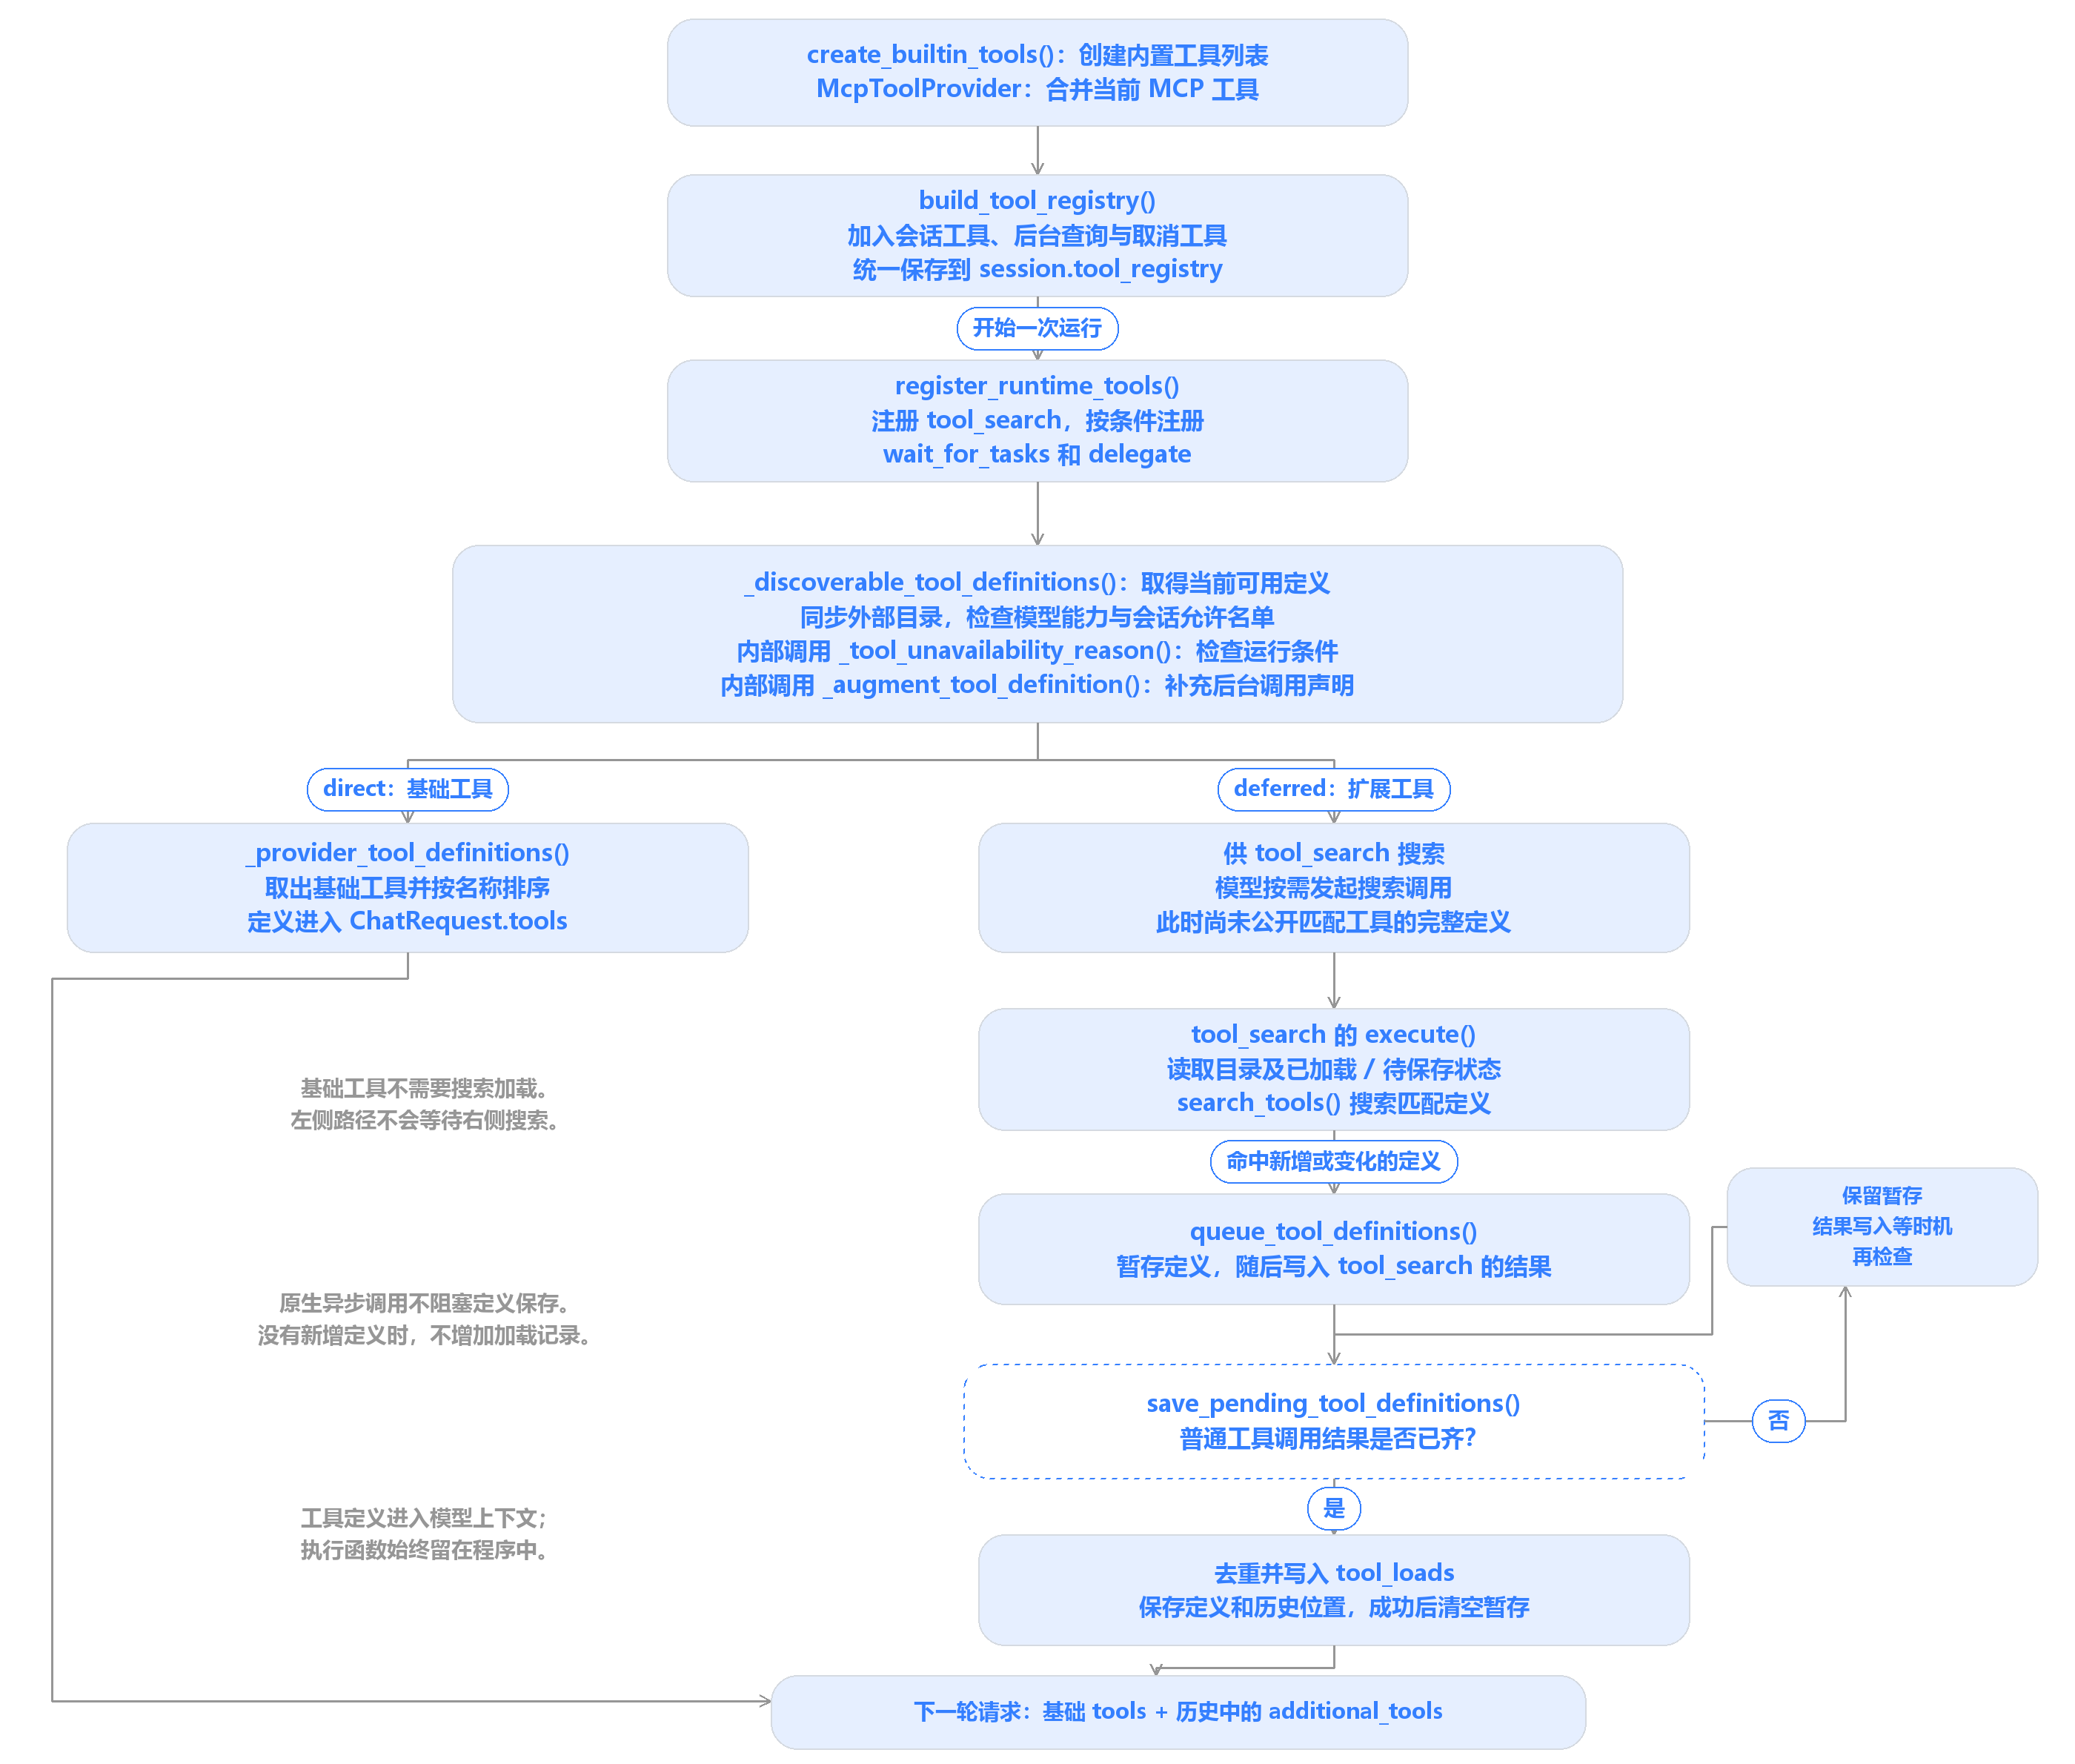 create_builtin_tools()：创建内置工具列表
McpToolProvider：合并当前 MCP 工具
build_tool_registry()
加入会话工具、后台查询与取消工具
统一保存到 session.tool_registry
开始一次运行
register_runtime_tools()
注册 tool_search，按条件注册
wait_for_tasks 和 delegate
_discoverable_tool_definitions()：取得当前可用定义
同步外部目录，检查模型能力与会话允许名单
内部调用 _tool_unavailability_reason()：检查运行条件
内部调用 _augment_tool_definition()：补充后台调用声明
direct：基础工具
deferred：扩展工具
_provider_tool_definitions()
取出基础工具并按名称排序
定义进入 ChatRequest.tools
供 tool_search 搜索
模型按需发起搜索调用
此时尚未公开匹配工具的完整定义
tool_search 的 execute()
读取目录及已加载 / 待保存状态
search_tools() 搜索匹配定义
基础工具不需要搜索加载。
左侧路径不会等待右侧搜索。
命中新增或变化的定义
queue_tool_definitions()
暂存定义，随后写入 tool_search 的结果
保留暂存
结果写入等时机
再检查
原生异步调用不阻塞定义保存。
没有新增定义时，不增加加载记录。
save_pending_tool_definitions()
普通工具调用结果是否已齐？
否
是
工具定义进入模型上下文；
执行函数始终留在程序中。
去重并写入 tool_loads
保存定义和历史位置，成功后清空暂存
下一轮请求：基础 tools + 历史中的 additional_tools